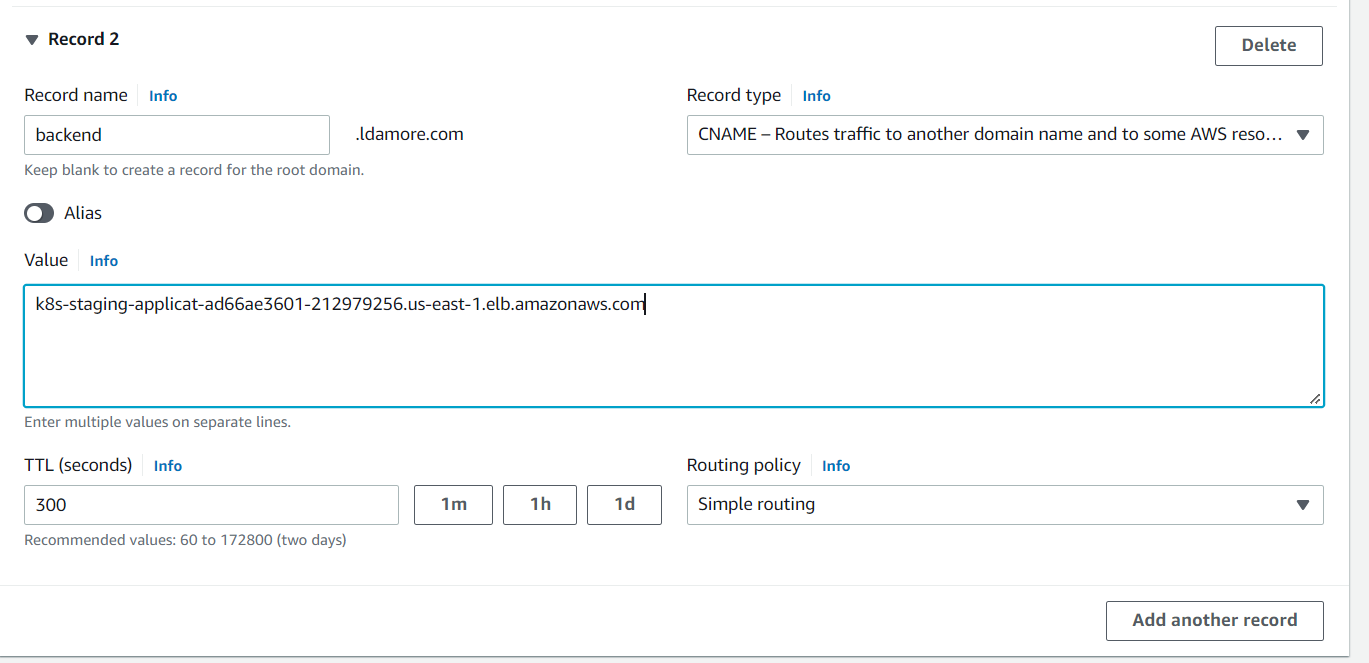 Record 2
Delete
Record name Info
Record type Info
backend .ldamore.com
CNAME – Routes traffic to another domain name and to some AWS reso...
Keep blank to create a record for the root domain.
Alias
Value Info
k8s-staging-applicat-ad66ae3601-212979256.us-east-1.elb.amazonaws.com
Enter multiple values on separate lines.
TTL (seconds) Info
Routing policy Info
300 1m 1h 1d
Simple routing
Recommended values: 60 to 172800 (two days)
Add another record